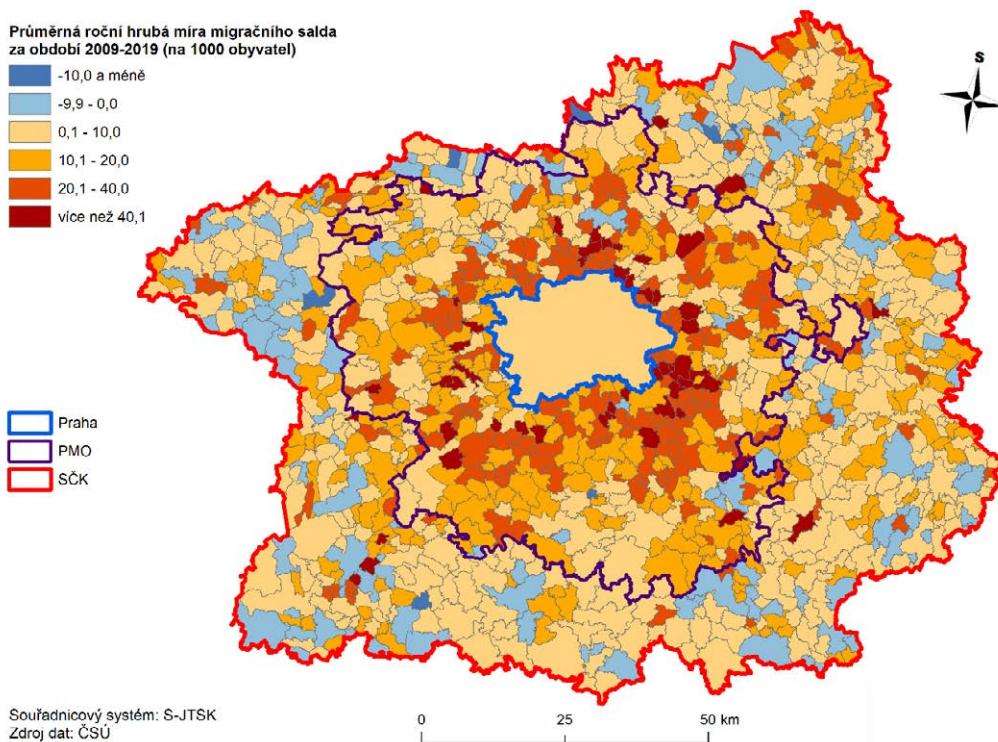 Průměrná roční hrubá míra migračního salda
za období 2009-2019 (na 1000 obyvatel)
-10,0 a méně
-9,9 - 0,0
0,1 - 10,0
10,1 - 20,0
20,1 - 40,0
více než 40,1
S
Praha
PMO
SČK
Souřadnicový systém: S-JTSK
Zdroj dat: ČSÚ
0 25 50 km